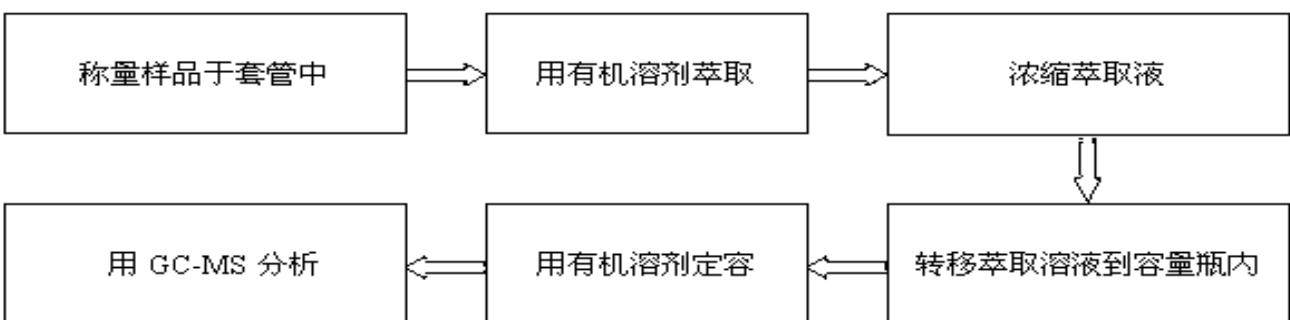 称量样品于套管中
用有机溶剂萃取
浓缩萃取液
转移萃取溶液到容量瓶内
用有机溶剂定容
用 GC-MS 分析